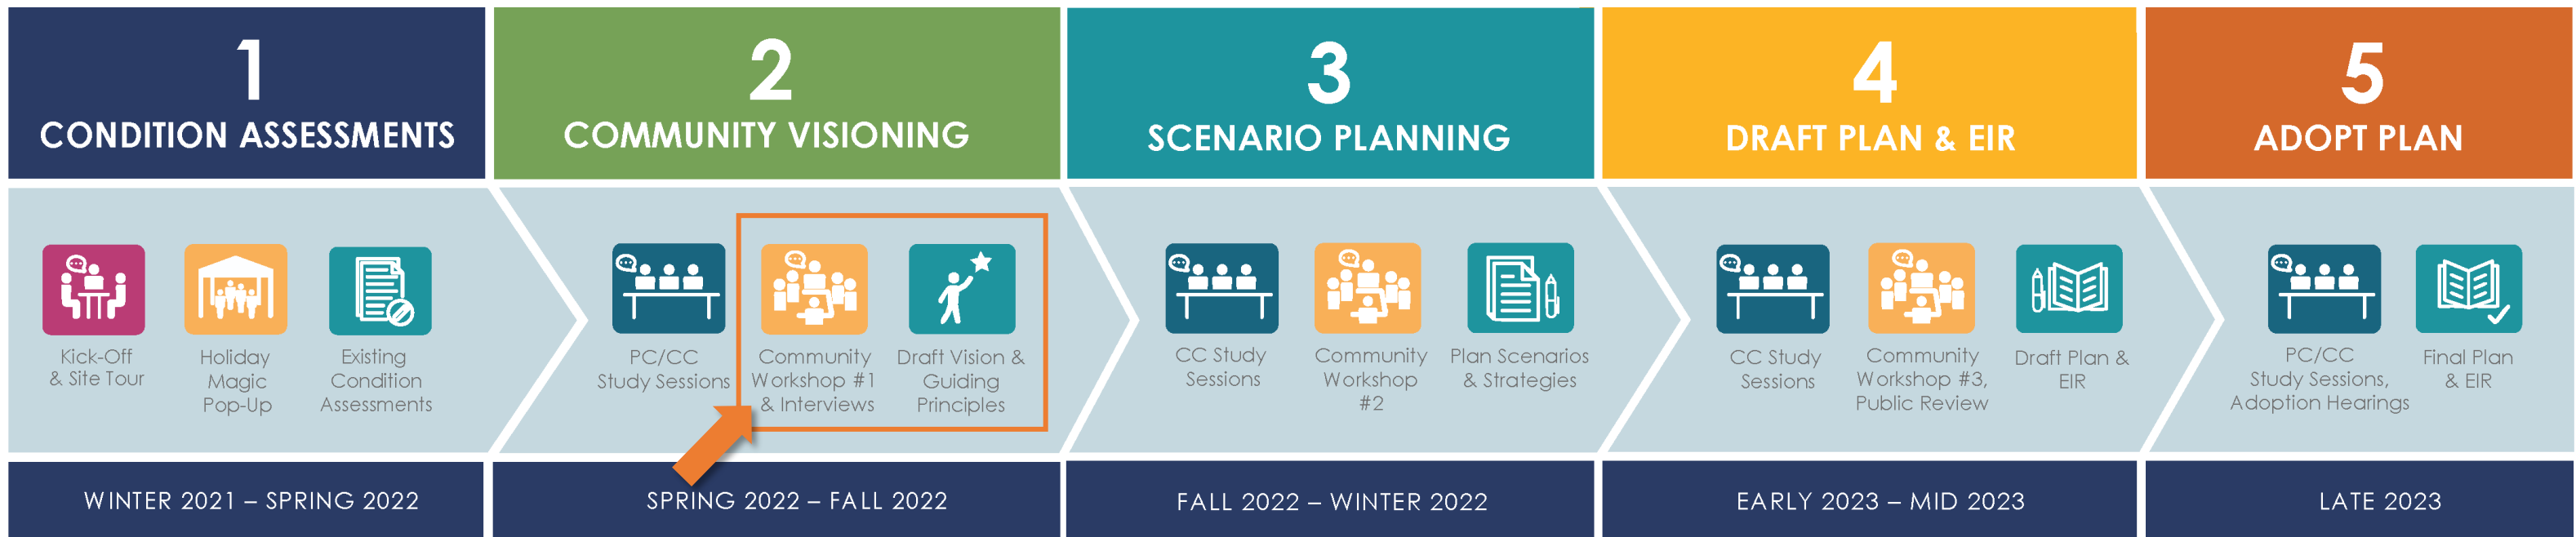 1
CONDITION ASSESSMENTS
2
COMMUNITY VISIONING
3
SCENARIO PLANNING
4
DRAFT PLAN & EIR
5
ADOPT PLAN
Kick-Off
& Site Tour
Holiday
Magic
Pop-Up
Existing
Condition
Assessments
PC/CC
Study Sessions
Community
Workshop #1
& Interviews
Draft Vision &
Guiding
Principles
CC Study
Sessions
Community
Workshop
#2
Plan Scenarios
& Strategies
CC Study
Sessions
Community
Workshop #3,
Public Review
Draft Plan &
EIR
PC/CC
Study Sessions,
Adoption Hearings
Final Plan
& EIR
WINTER 2021 – SPRING 2022
SPRING 2022 – FALL 2022
FALL 2022 – WINTER 2022
EARLY 2023 – MID 2023
LATE 2023